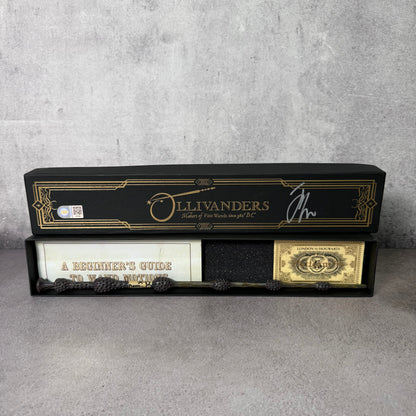 OLLIVANDERS
Makers of Fine Wands since 382 B.C
A BEGINNER'S GUIDE
TO WAND MOTION
LONDON to HOGWARTS